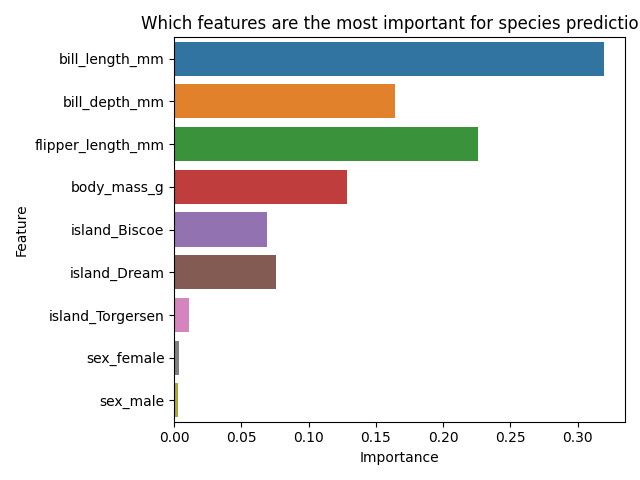 Which features are the most important for species predictio
bill_length_mm
bill_depth_mm
flipper_length_mm
body_mass_g
island_Biscoe
island_Dream
island_Torgersen
sex_female
sex_male
Feature
0.00 0.05 0.10 0.15 0.20 0.25 0.30
Importance